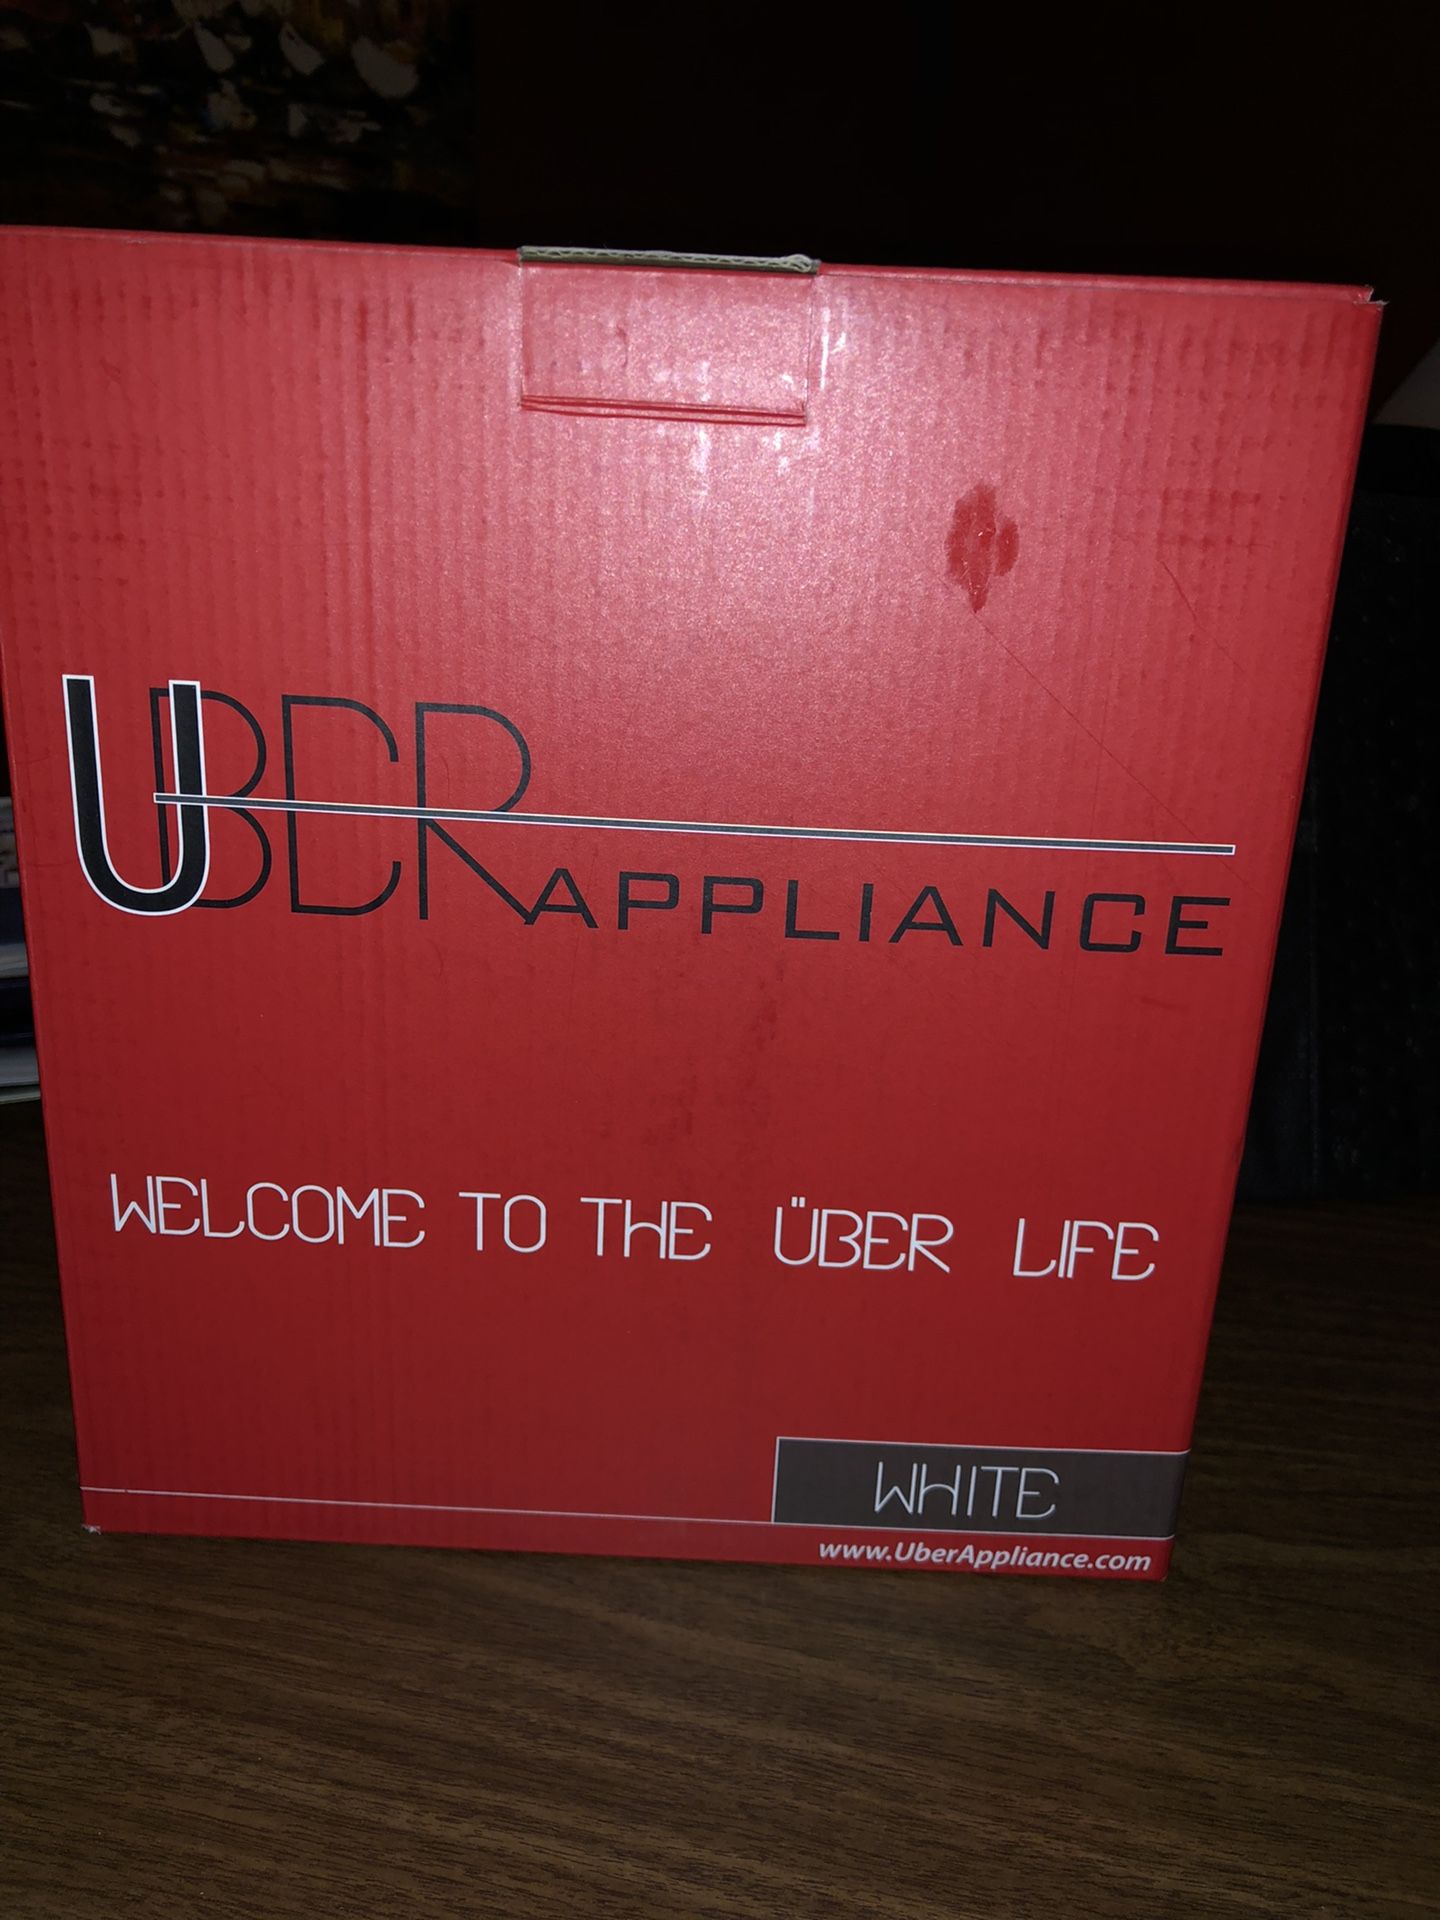 UBER APPLIANCE
WELCOME TO THE ÜBER LIFE
WHITE
www.UberAppliance.com